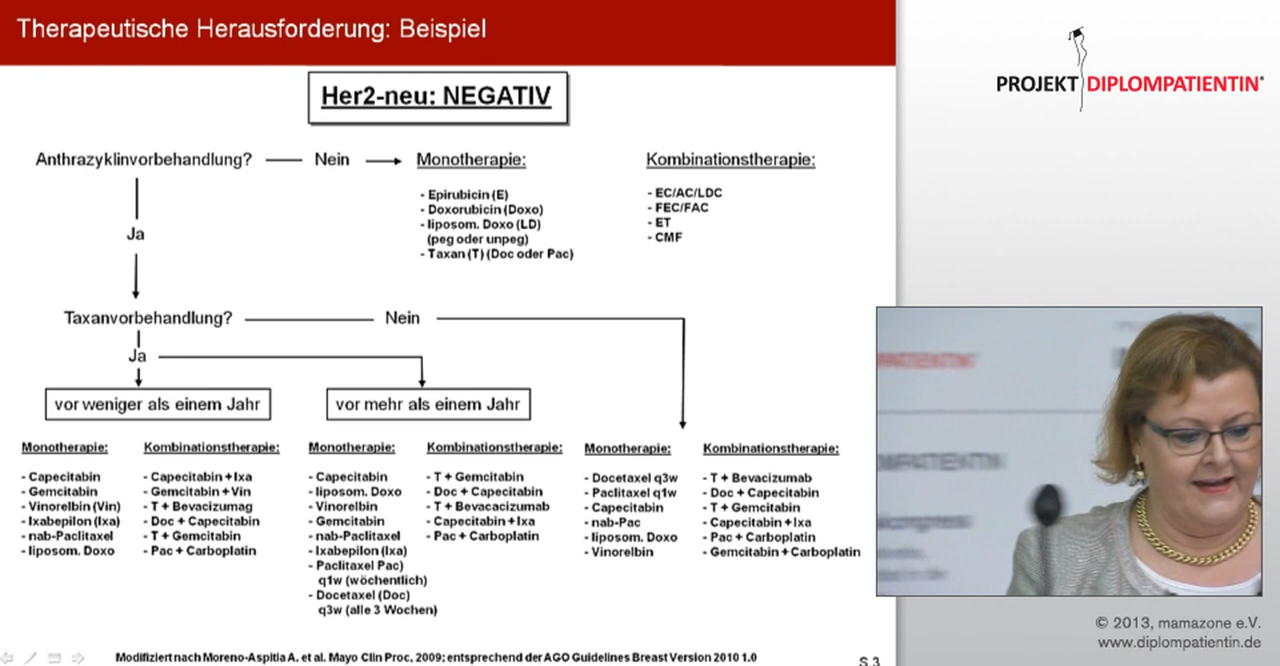 Therapeutische Herausforderung: Beispiel
PROJEKT DIPLOMPATIENTIN®
Her2-neu: NEGATIV
Anthrazyklinvorbehandlung?
Nein
Monotherapie:
- Epirubicin (E)
- Doxorubicin (Doxo)
- liposom. Doxo (LD)
(peg oder unpeg)
- Taxan (T) (Doc oder Pac)
Kombinationstherapie:
- EC/AC/LDC
- FEC/FAC
- ET
- CMF
Ja
Taxanvorbehandlung?
Nein
Ja
vor weniger als einem Jahr
vor mehr als einem Jahr
Monotherapie:
- Capecitabin
- Gemcitabin
- Vinorelbin (Vin)
- Ixabepilon (Ixa)
- nab-Paclitaxel
- liposom. Doxo
Kombinationstherapie:
- Capecitabin + Ixa
- Gemcitabin + Vin
- T + Bevacizumag
- Doc + Capecitabin
- T + Gemcitabin
- Pac + Carboplatin
Monotherapie:
- Capecitabin
- liposom. Doxo
- Vinorelbin
- Gemcitabin
- nab-Paclitaxel
- Ixabepilon (Ixa)
- Paclitaxel Pac)
q1w (wöchentlich)
- Docetaxel (Doc)
q3w (alle 3 Wochen)
Kombinationstherapie:
- T + Gemcitabin
- Doc + Capecitabin
- T + Bevacacizumab
- Capecitabin + Ixa
- Pac + Carboplatin
Monotherapie:
- Docetaxel q3w
- Paclitaxel q1w
- Capecitabin
- nab-Pac
- liposom. Doxo
- Vinorelbin
Kombinationstherapie:
- T + Bevacizumab
- Doc + Capecitabin
- T + Gemcitabin
- Capecitabin + Ixa
- Pac + Carboplatin
- Gemcitabin + Carboplatin
Modifiziert nach Moreno-Aspitia A. et al. Mayo Clin Proc. 2009; entsprechend der AGO Guidelines Breast Version 2010 1.0
S.3
© 2013, mamazone e.V.
www.diplompatientin.de